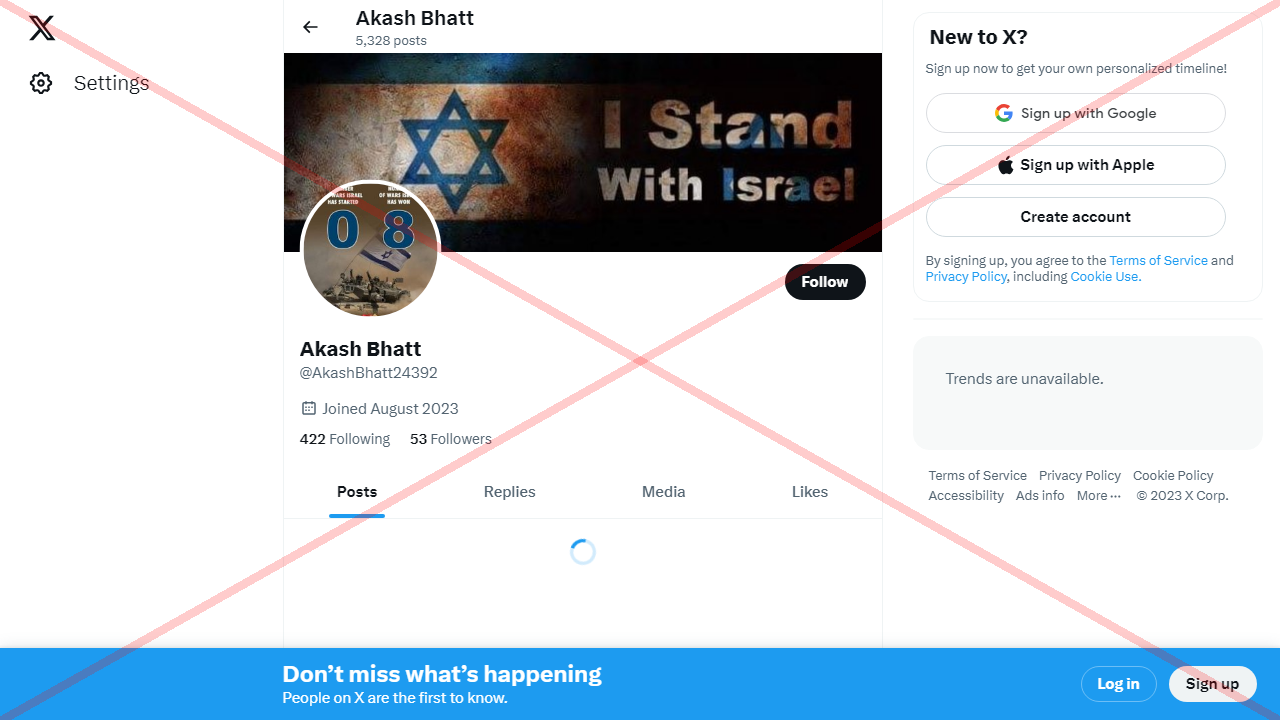 Akash Bhatt
5,328 posts
Settings
I Stand
With Israel
WARS ISRAEL
HAS STARTED
OF WARS
HAS WON
0 8
Follow
Akash Bhatt
@AkashBhatt24392
Joined August 2023
422 Following 53 Followers
Posts Replies Media Likes
New to X?
Sign up now to get your own personalized timeline!
Sign up with Google
Sign up with Apple
Create account
By signing up, you agree to the Terms of Service and
Privacy Policy, including Cookie Use.
Trends are unavailable.
Terms of Service Privacy Policy Cookie Policy
Accessibility Ads info More ··· © 2023 X Corp.
Don’t miss what’s happening
People on X are the first to know.
Log in
Sign up